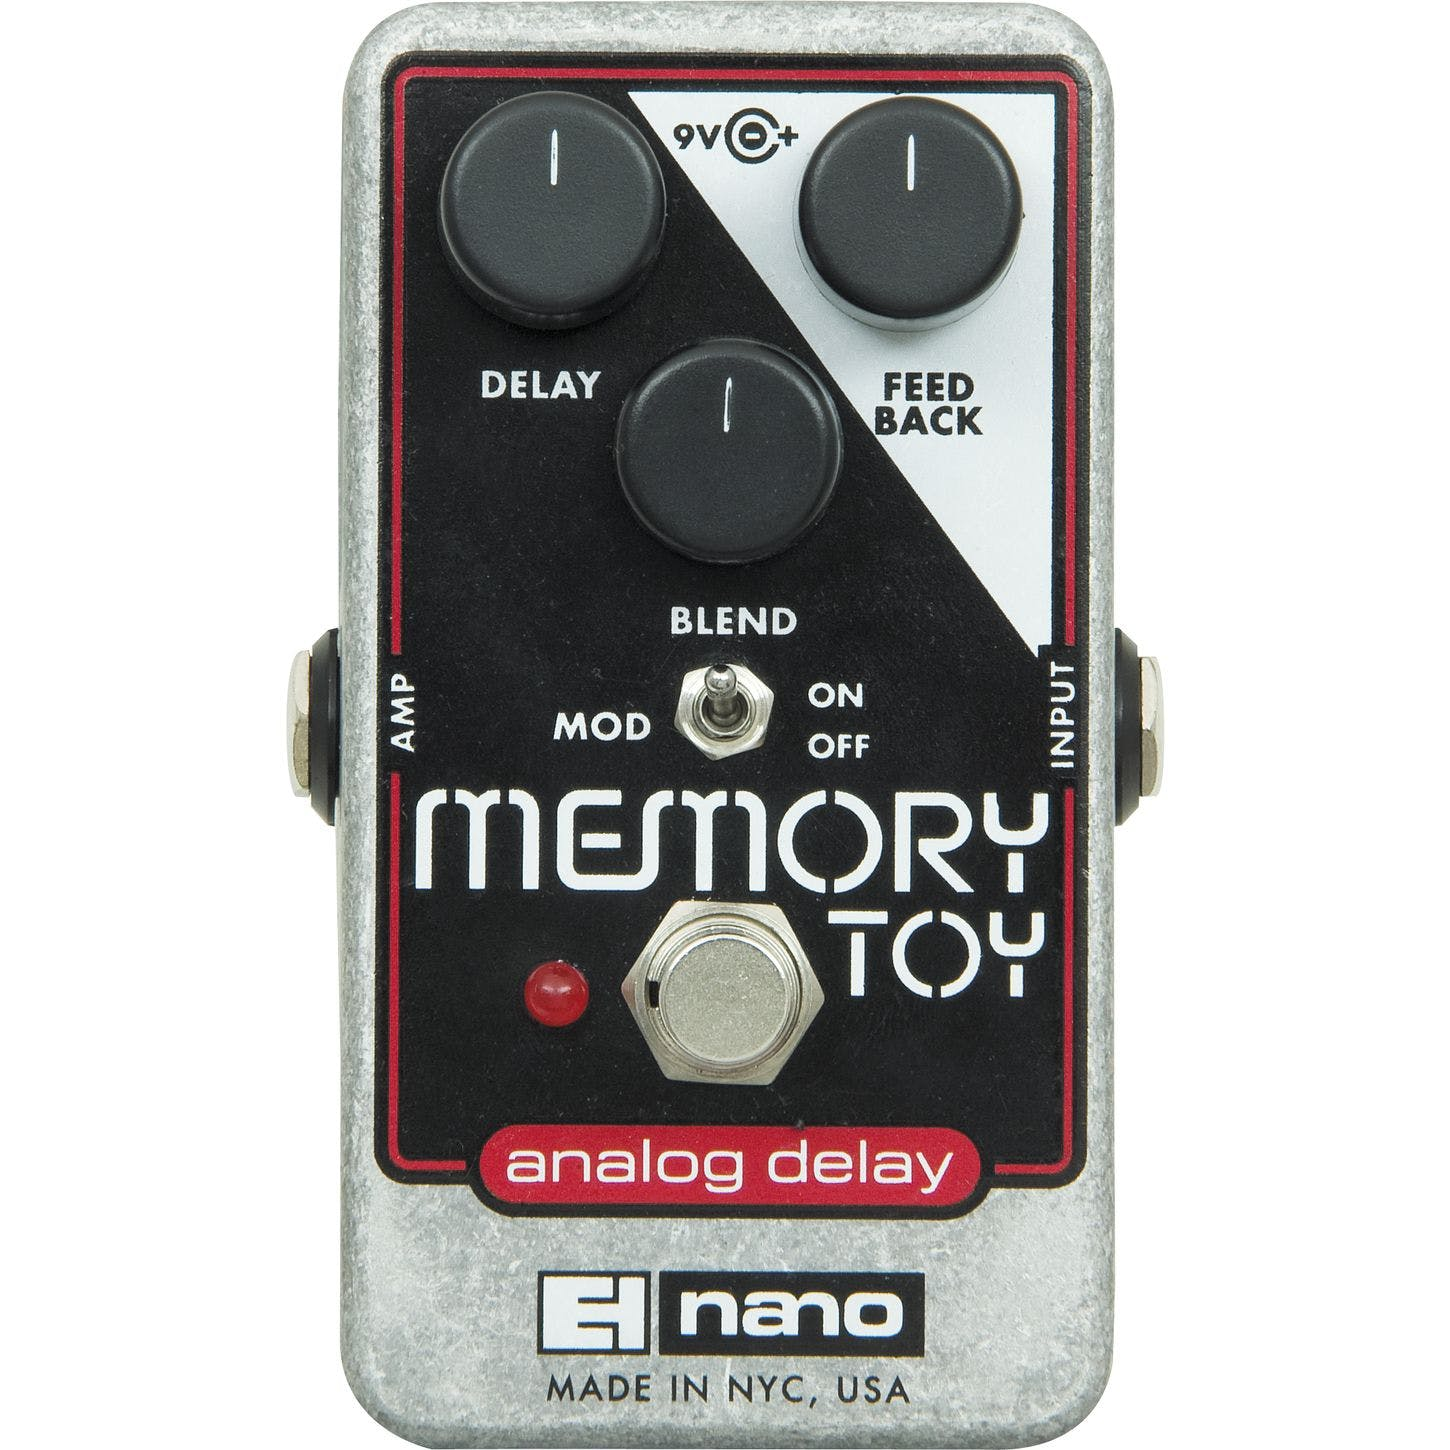 9V +
DELAY
FEED
BACK
BLEND
ON
MOD
OFF
AMP
INPUT
MEMORY
TOY
analog delay
EH nano
MADE IN NYC, USA